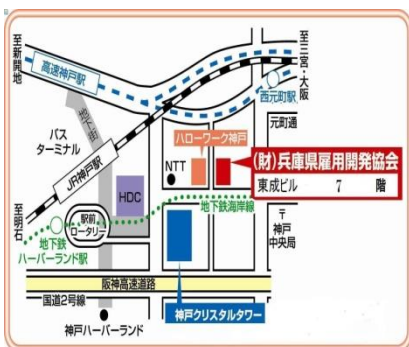 至新開地
高速神戸駅
至三宮・大阪
西元町駅
元町通
地下街
バス
ターミナル
JR神戸駅
ハローワーク神戸
NTT
(財)兵庫県雇用開発協会
東成ビル 7 階
HDC
地下鉄海岸線
至明石
駅前
ロータリー
地下鉄
ハーバーランド駅
〒
神戸
中央局
阪神高速道路
国道2号線
神戸クリスタルタワー
神戸ハーバーランド